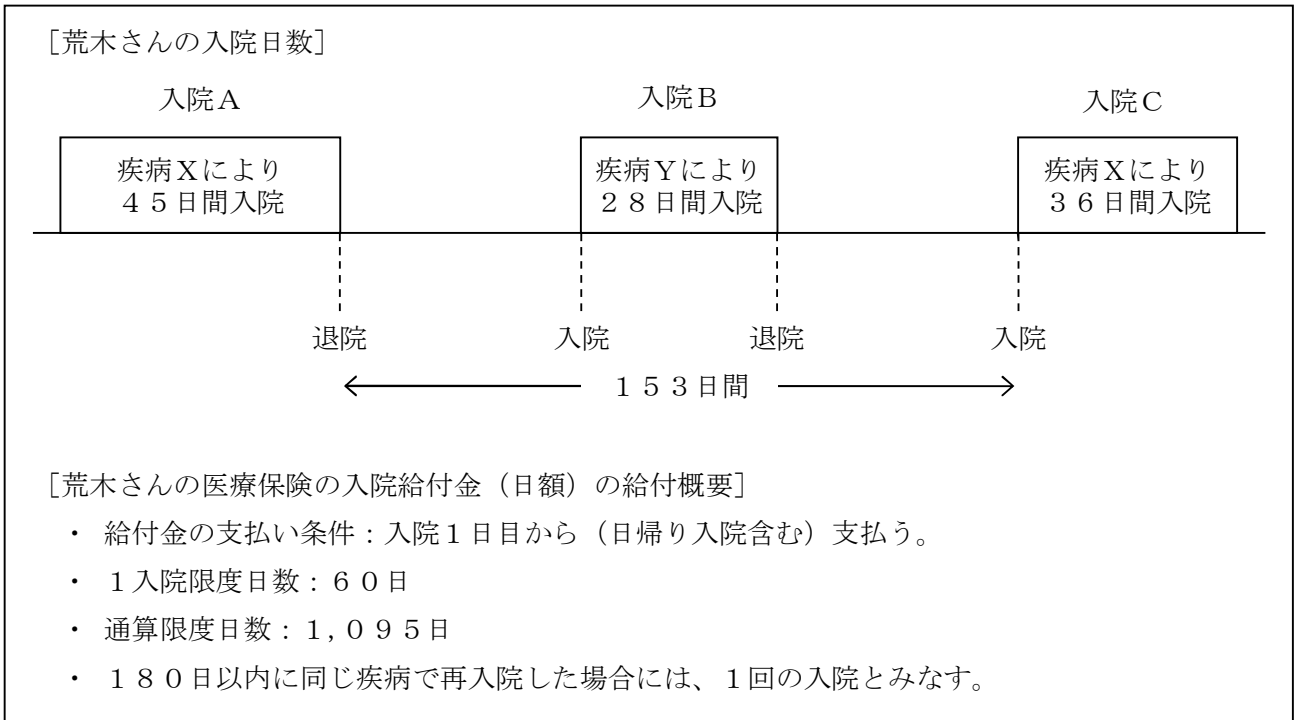 ［荒木さんの入院日数］
入院Ａ　入院Ｂ　入院Ｃ
疾病Ｘにより　疾病Ｙにより　疾病Ｘにより
４５日間入院　２８日間入院　３６日間入院
退院　入院　退院　入院
１５３日間
［荒木さんの医療保険の入院給付金（日額）の給付概要］
・ 給付金の支払い条件：入院１日目から（日帰り入院含む）支払う。
・ １入院限度日数：６０日
・ 通算限度日数：１,０９５日
・ １８０日以内に同じ疾病で再入院した場合には、１回の入院とみなす。